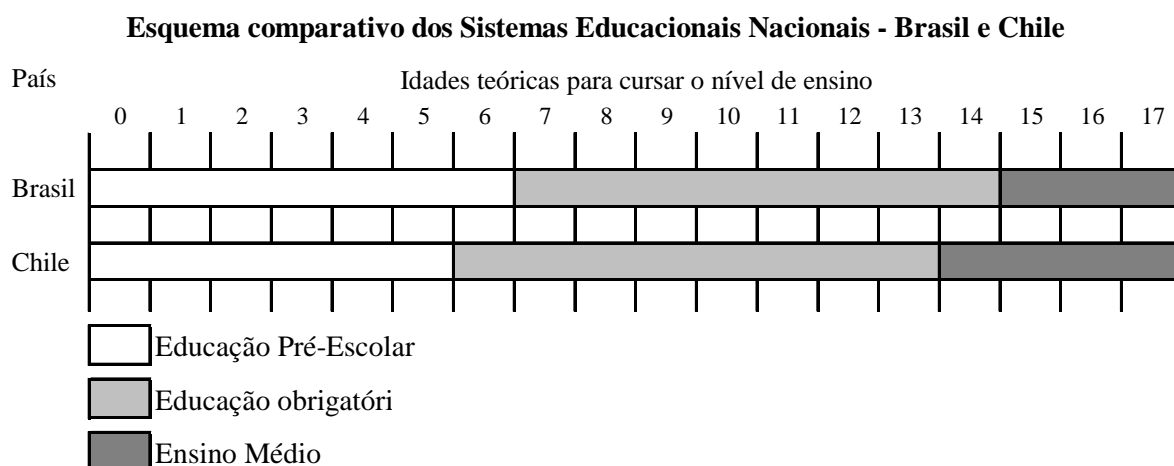 Esquema comparativo dos Sistemas Educacionais Nacionais - Brasil e Chile
País Idades teóricas para cursar o nível de ensino
0 1 2 3 4 5 6 7 8 9 10 11 12 13 14 15 16 17
Brasil
Chile
Educação Pré-Escolar
Educação obrigatóri
Ensino Médio